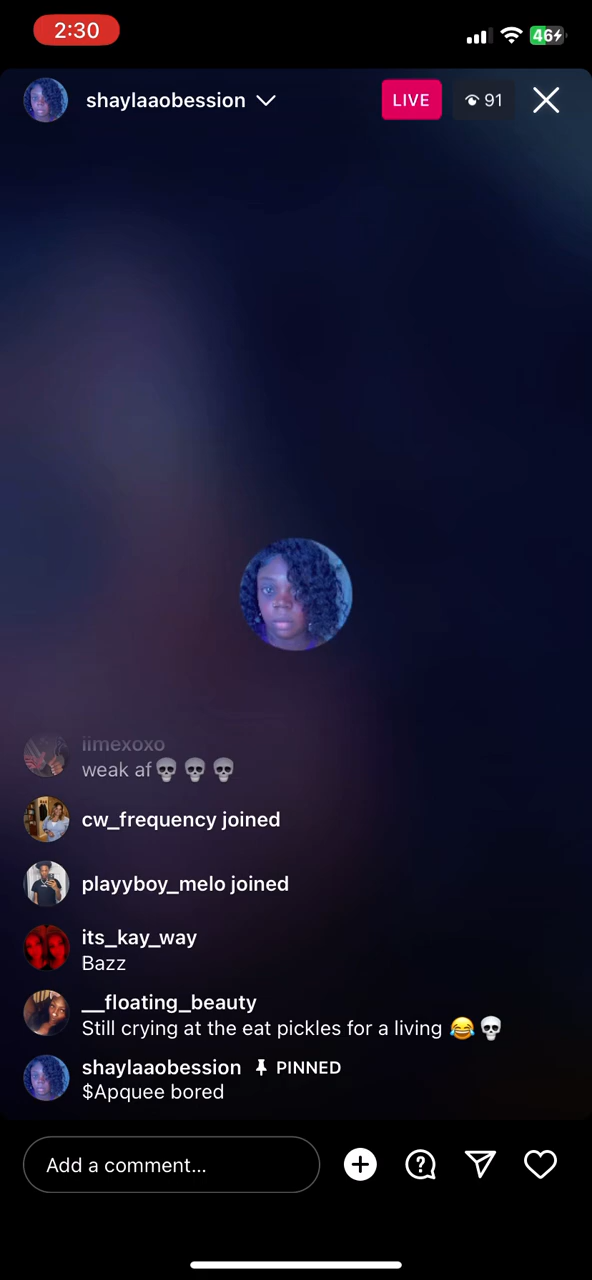 2:30
46
shaylaaobession
LIVE
91
iimexoxo
weak af💀💀💀
cw_frequency joined
playyboy_melo joined
its_kay_way
Bazz
__floating_beauty
Still crying at the eat pickles for a living 😂💀
shaylaaobession PINNED
$Apquee bored
Add a comment...